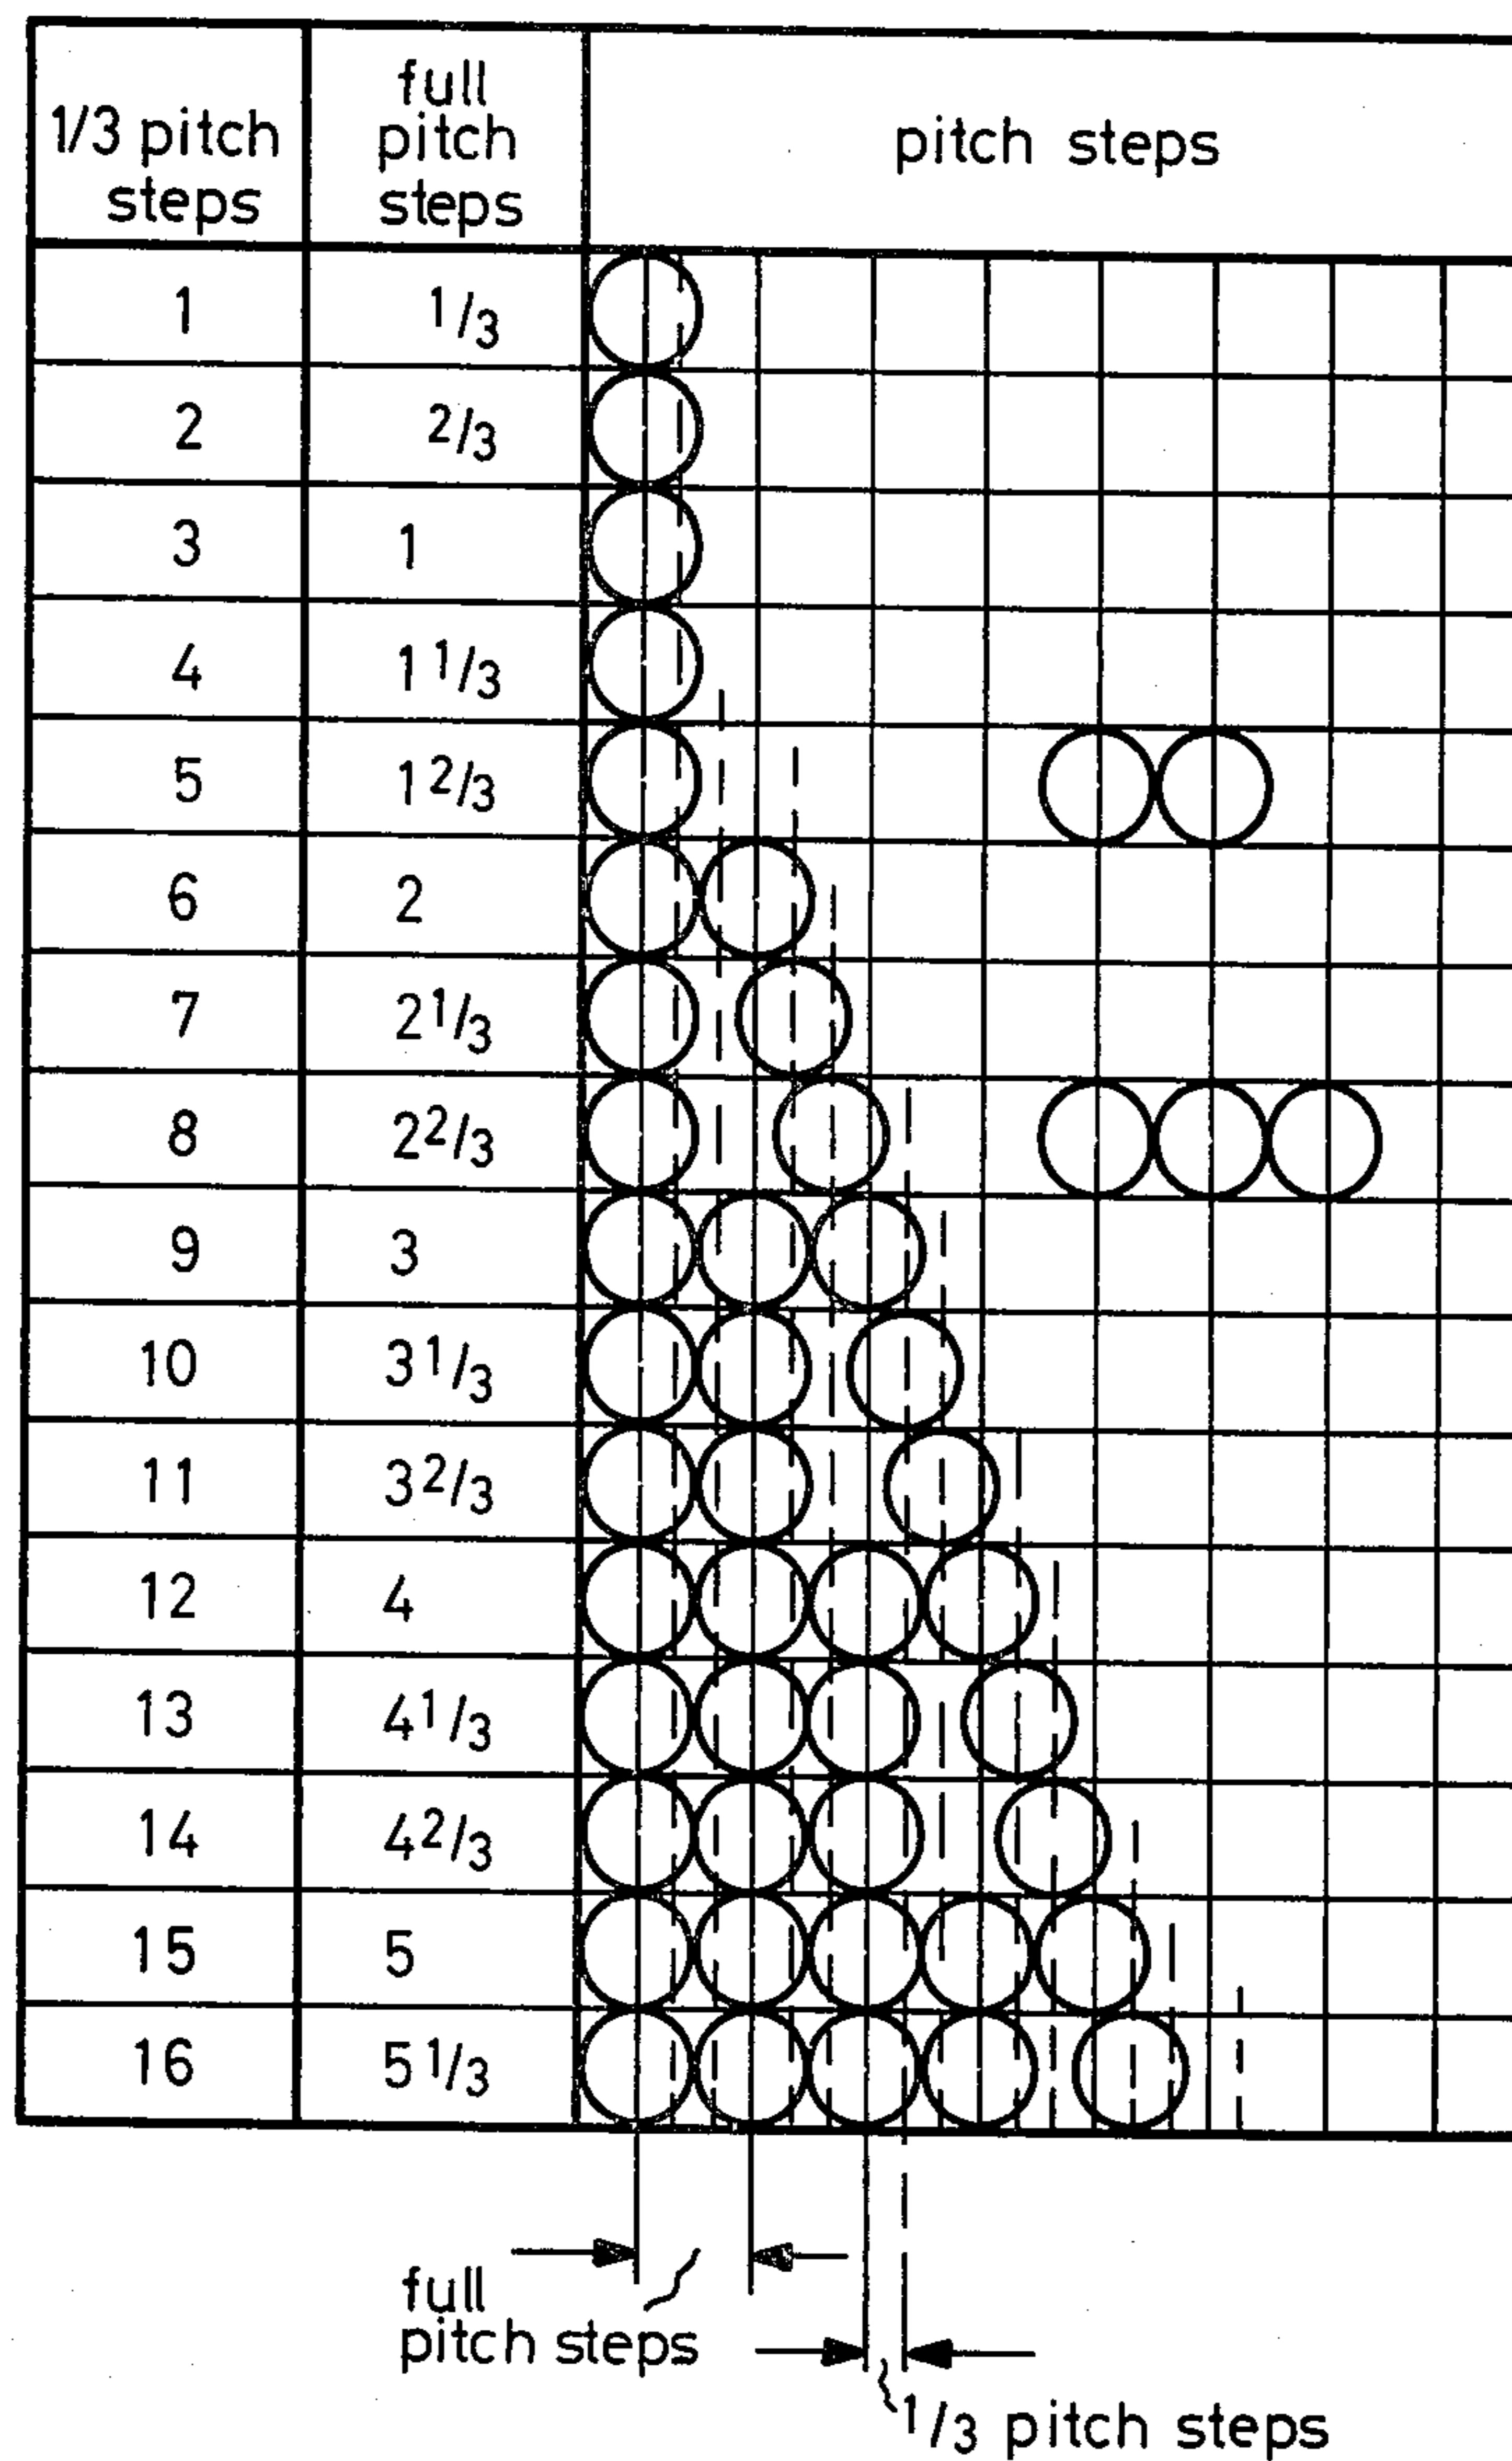 1/3 pitch
steps
full
pitch
steps
pitch steps
1 1/3
2 2/3
3 1
4 1 1/3
5 1 2/3
6 2
7 2 1/3
8 2 2/3
9 3
10 3 1/3
11 3 2/3
12 4
13 4 1/3
14 4 2/3
15 5
16 5 1/3
full
pitch steps
1/3 pitch steps